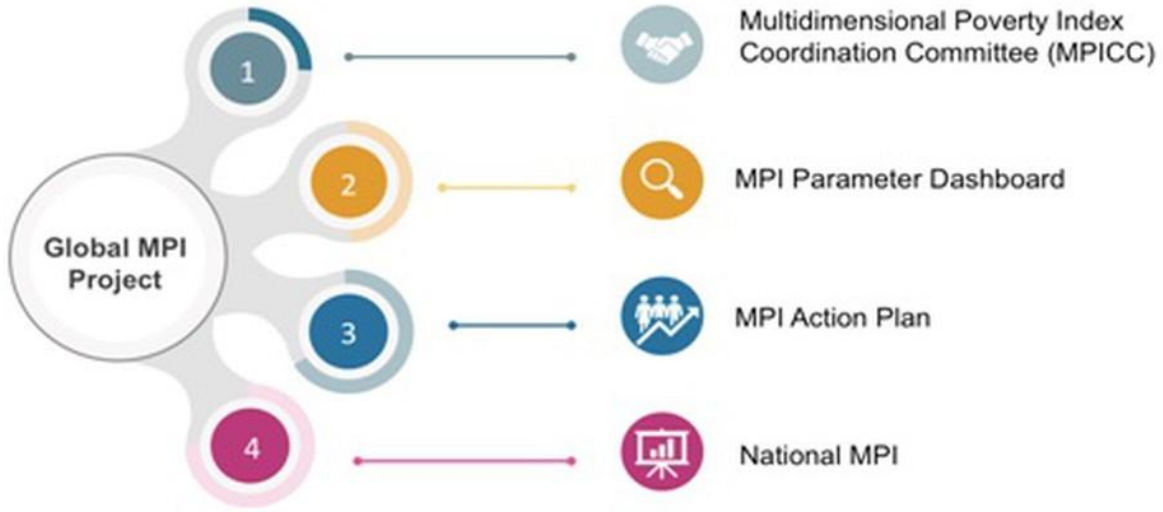 Global MPI
Project
1
Multidimensional Poverty Index
Coordination Committee (MPICC)
2
MPI Parameter Dashboard
3
MPI Action Plan
4
National MPI